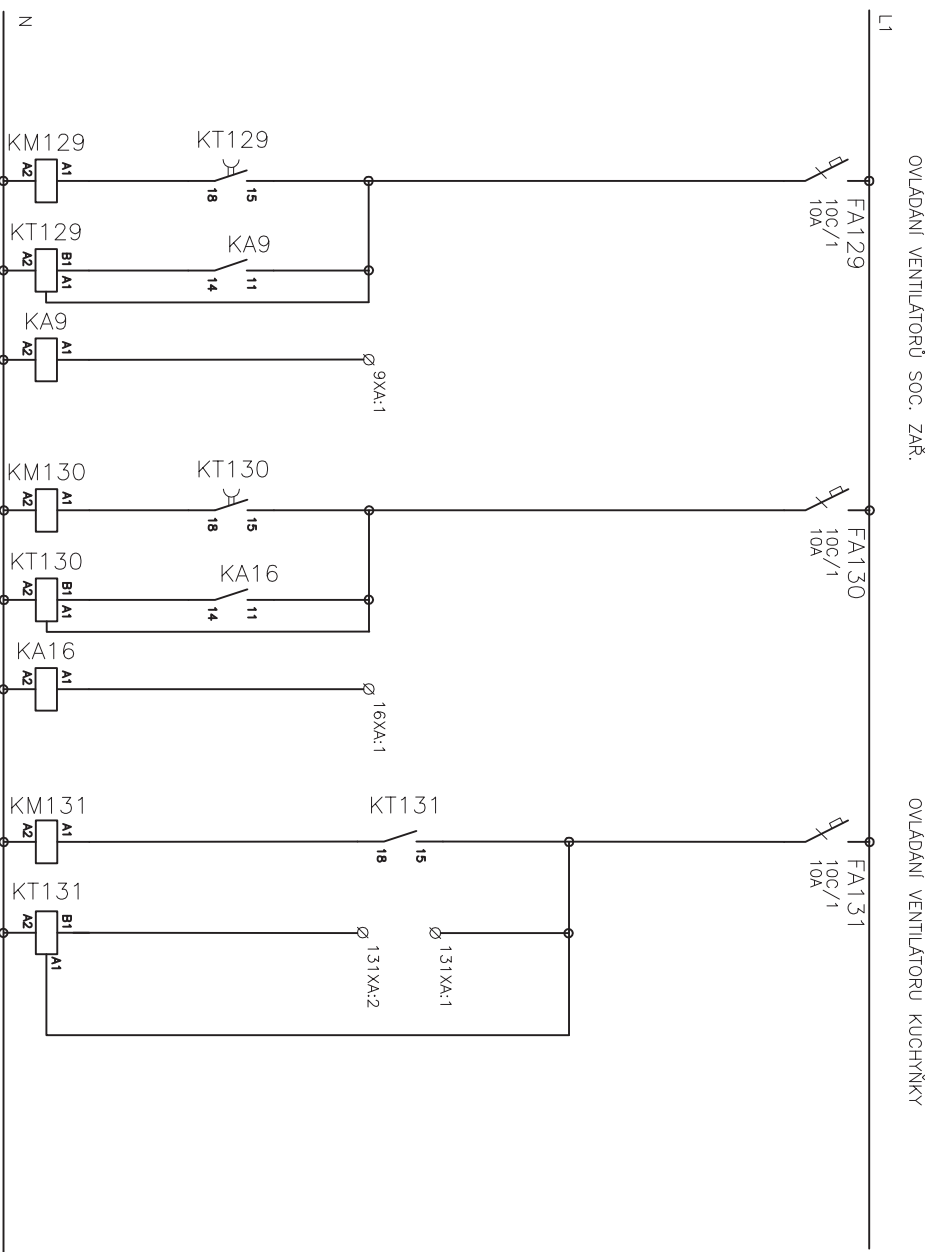 OVLÁDÁNÍ VENTILÁTORŮ SOC. ZAŘ.
OVLÁDÁNÍ VENTILÁTORU KUCHYŇKY
L1
FA129
10C/1
10A
FA130
10C/1
10A
FA131
10C/1
10A
KT129
15
18
KA9
11
14
9XA:1
KT130
15
18
KA16
11
14
16XA:1
KT131
15
18
131XA:1
131XA:2
KM129
A1
A2
KT129
B1
A1
A2
KA9
A1
A2
KM130
A1
A2
KT130
B1
A1
A2
KA16
A1
A2
KM131
A1
A2
KT131
B1
A1
A2
N